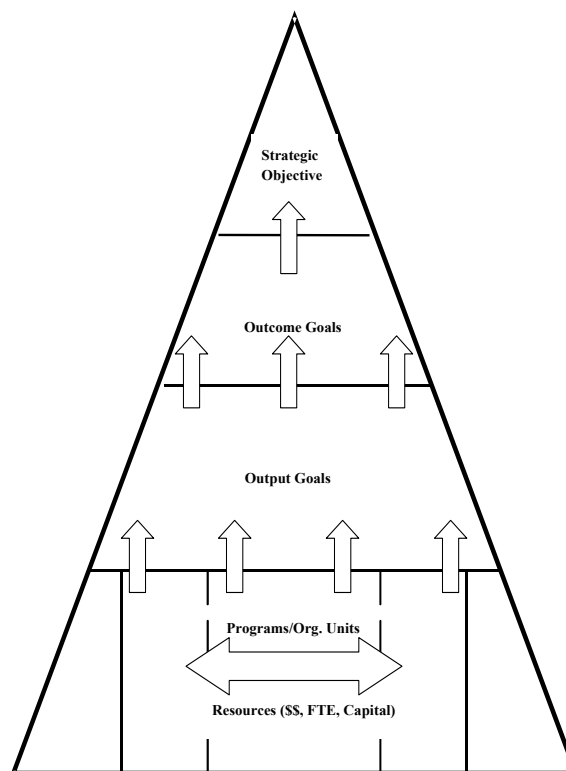 Strategic
Objective
Outcome Goals
Output Goals
Programs/Org. Units
Resources ($$, FTE, Capital)